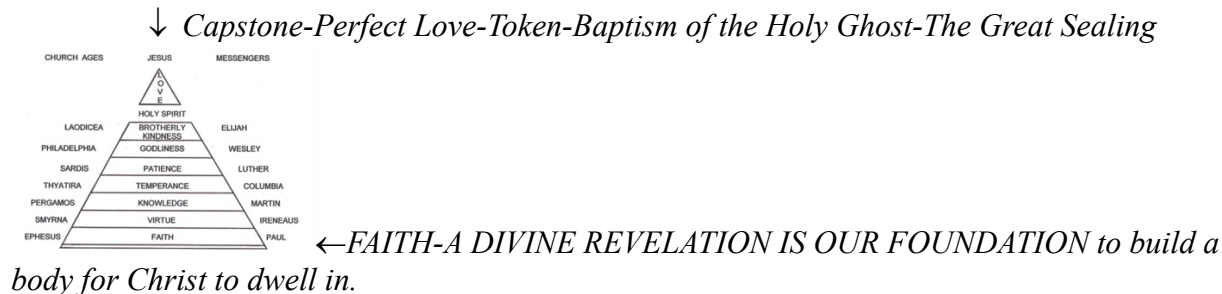 ↓ Capstone-Perfect Love-Token-Baptism of the Holy Ghost-The Great Sealing
CHURCH AGES JESUS MESSENGERS
L
O
V
E
HOLY SPIRIT
LAODICEA BROTHERLY KINDNESS ELIJAH
PHILADELPHIA GODLINESS WESLEY
SARDIS PATIENCE LUTHER
THYATIRA TEMPERANCE COLUMBIA
PERGAMOS KNOWLEDGE MARTIN
SMYRNA VIRTUE IRENEAUS
EPHESUS FAITH PAUL
←FAITH-A DIVINE REVELATION IS OUR FOUNDATION to build a
body for Christ to dwell in.